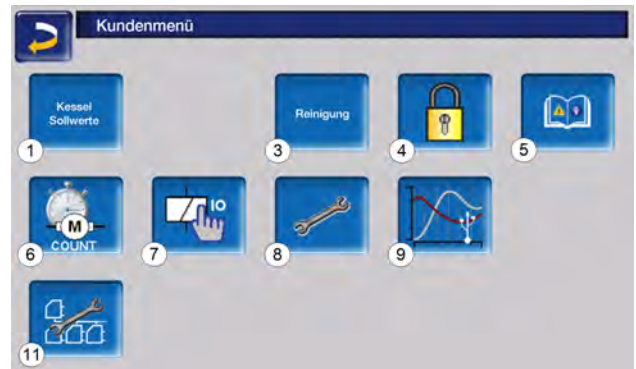 Kundenmenü
Kessel
Sollwerte
Reinigung
1
3
4
5
M
COUNT
IO
6
7
8
9
11